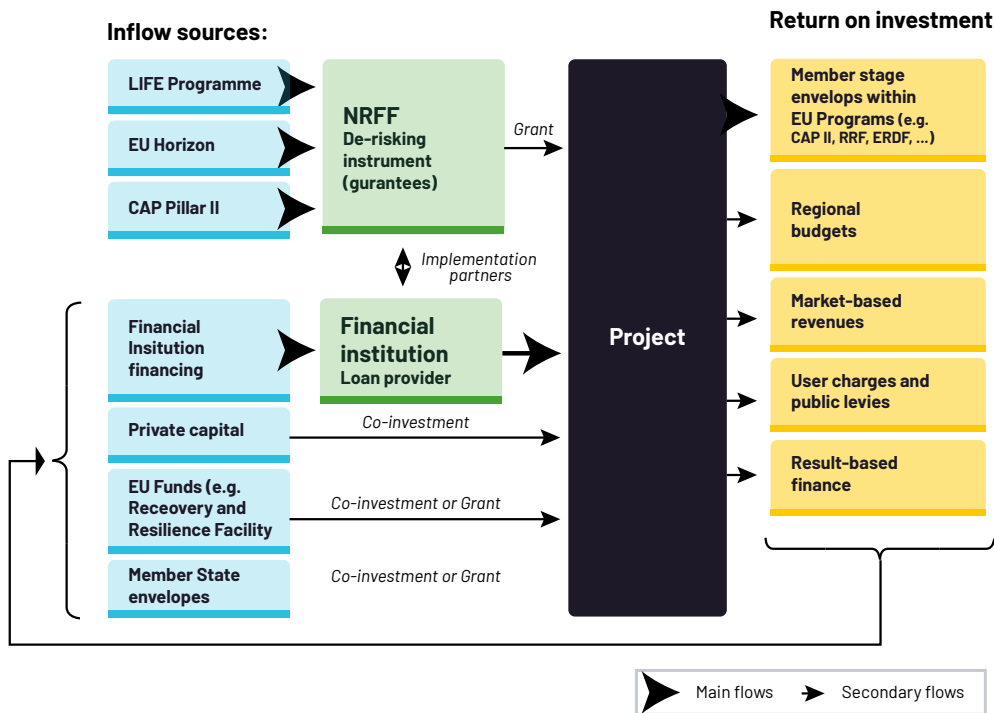 Inflow sources:
Return on investment
LIFE Programme
EU Horizon
CAP Pillar II
NRFF
De-risking
instrument
(gurantees)
Grant
Implementation
partners
Financial
Insitution
financing
Financial
institution
Loan provider
Private capital
Co-investment
EU Funds (e.g.
Receovery and
Resilience Facility
Co-investment or Grant
Member State
envelopes
Co-investment or Grant
Project
Member stage
envelops within
EU Programs (e.g.
CAP II, RRF, ERDF, ...)
Regional
budgets
Market-based
revenues
User charges and
public levies
Result-based
finance
Main flows
Secondary flows